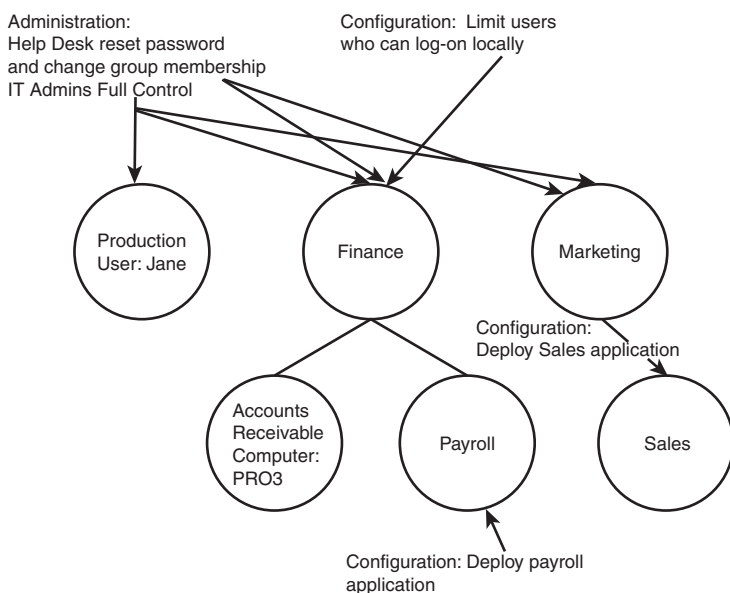 Administration:
Help Desk reset password
and change group membership
IT Admins Full Control
Configuration: Limit users
who can log-on locally
Production
User: Jane
Finance
Marketing
Configuration:
Deploy Sales application
Accounts
Receivable
Computer:
PRO3
Payroll
Sales
Configuration: Deploy payroll
application